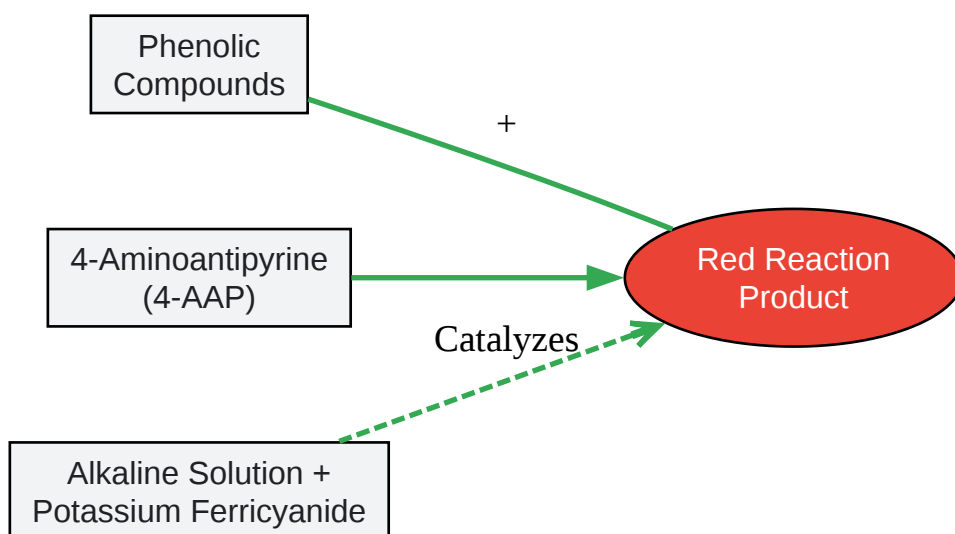 Phenolic
Compounds
+
4-Aminoantipyrine
(4-AAP)
Red Reaction
Product
Catalyzes
Alkaline Solution +
Potassium Ferricyanide